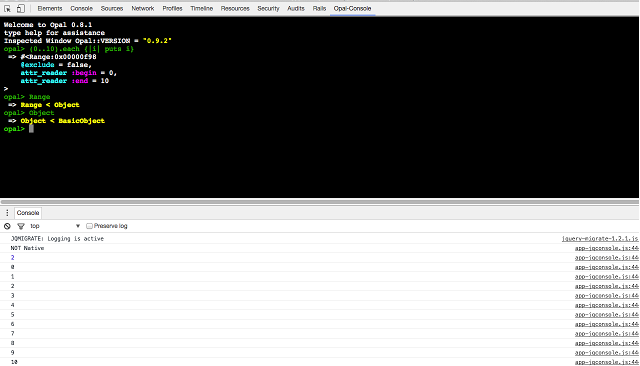 Elements Console Sources Network Profiles Timeline Resources Security Audits Rails Opal-Console
Welcome to Opal 0.8.1
type help for assistance
Inspected Window Opal::VERSION = "0.9.2"
opal> (0..10).each {|i| puts i}
=> #<Range:0x00000f98
@exclude = false,
attr_reader :begin = 0,
attr_reader :end = 10
>
opal> Range
=> Range < Object
opal> Object
=> Object < BasicObject
opal>
Console
top ▼ Preserve log
JQMIGRATE: Logging is active jquery-migrate-1.2.1.js
NOT Native app-jqconsole.js:44
2 app-jqconsole.js:44
0 app-jqconsole.js:44
1 app-jqconsole.js:44
2 app-jqconsole.js:44
3 app-jqconsole.js:44
4 app-jqconsole.js:44
5 app-jqconsole.js:44
6 app-jqconsole.js:44
7 app-jqconsole.js:44
8 app-jqconsole.js:44
9 app-jqconsole.js:44
10 app-jqconsole.js:44